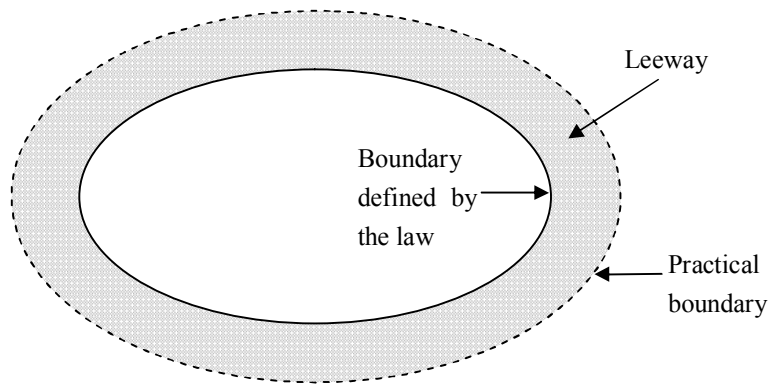 Leeway
Boundary
defined by
the law
Practical
boundary